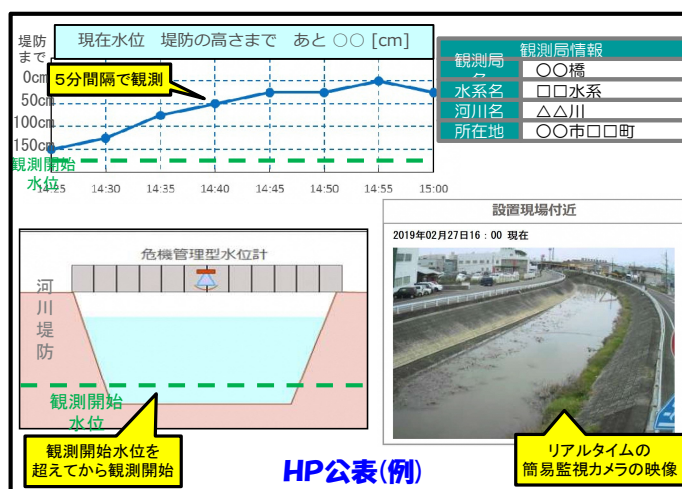 堤防
まで
現在水位 堤防の高さまで あと ○○ [cm]
0cm
50cm
100cm
150cm
5分間隔で観測
観測開始
水位
14:25
14:30
14:35
14:40
14:45
14:50
14:55
15:00
観測局情報
観測局名
○○橋
水系名
□□水系
河川名
△△川
所在地
○○市□□町
危機管理型水位計
河川堤防
観測開始
水位
観測開始水位を
超えてから観測開始
設置現場付近
2019年02月27日16:00 現在
リアルタイムの
簡易監視カメラの映像
HP公表(例)